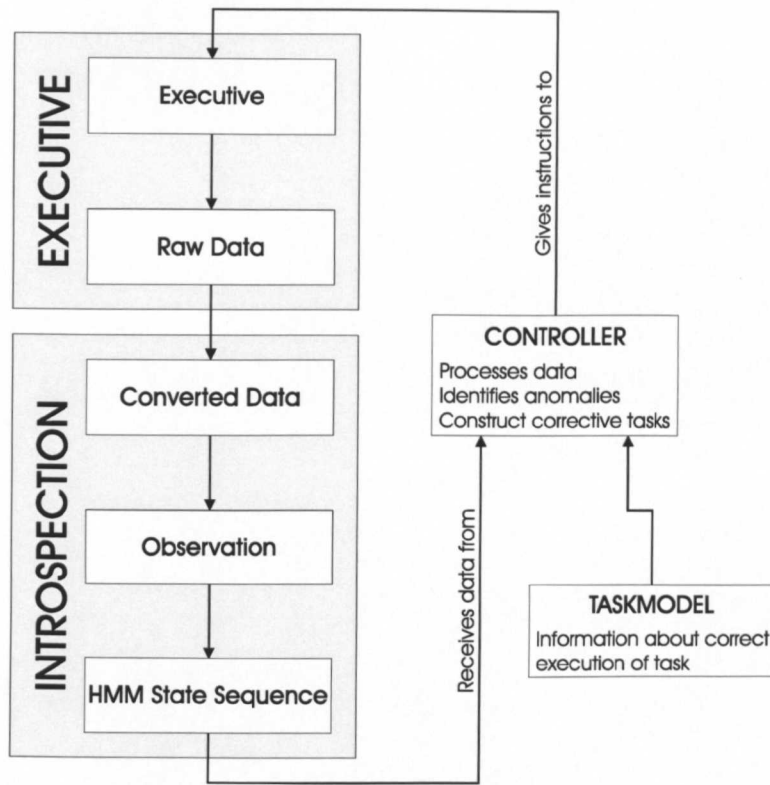 EXECUTIVE
Executive
Raw Data
INTROSPECTION
Converted Data
Observation
HMM State Sequence
Gives instructions to
CONTROLLER
Processes data
Identifies anomalies
Construct corrective tasks
Receives data from
TASKMODEL
Information about correct
execution of task